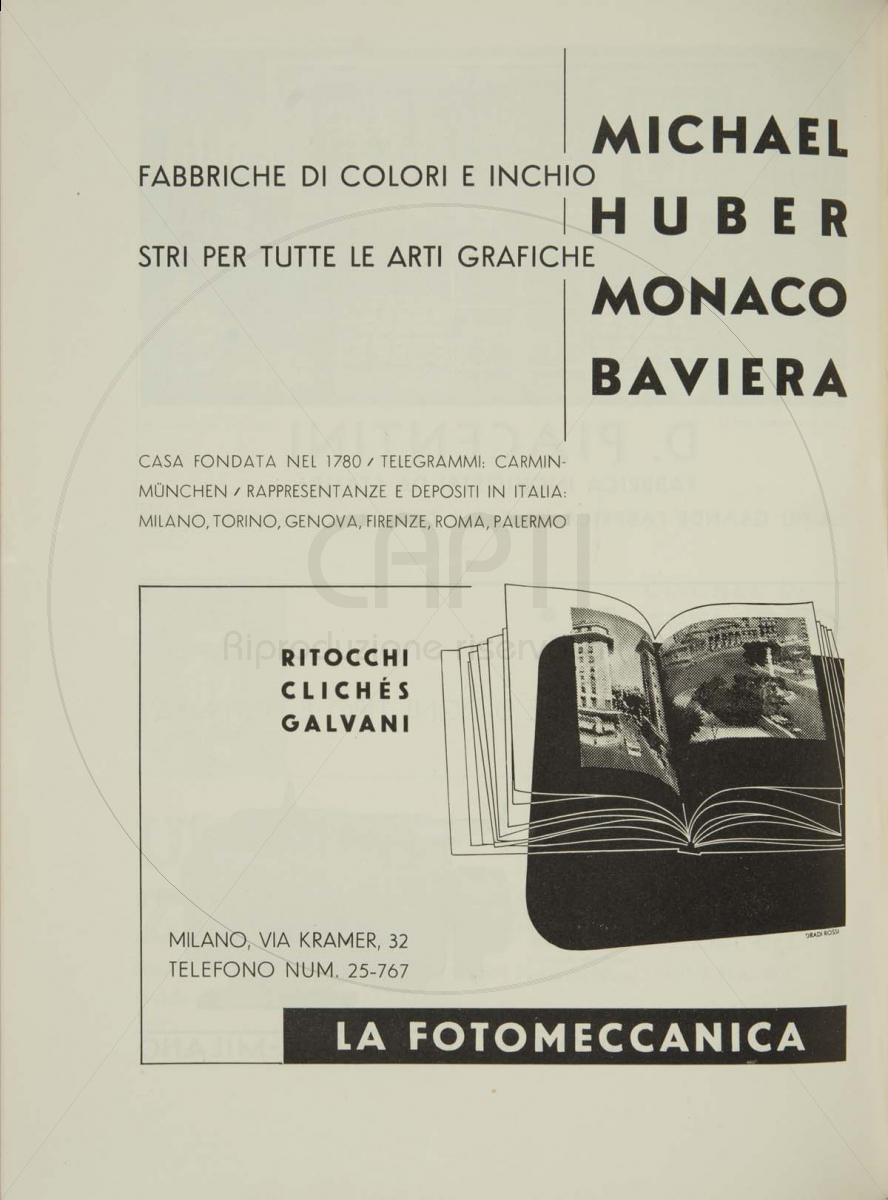 MICHAEL
HUBER
MONACO
BAVIERA
FABBRICHE DI COLORI E INCHIO
STRI PER TUTTE LE ARTI GRAFICHE
CASA FONDATA NEL 1780 / TELEGRAMMI: CARMIN-
MÜNCHEN / RAPPRESENTANZE E DEPOSITI IN ITALIA:
MILANO, TORINO, GENOVA, FIRENZE, ROMA, PALERMO
CAPTI
Riproduzione
RITOCCHI
CLICHÉS
GALVANI
MILANO, VIA KRAMER, 32
TELEFONO NUM. 25-767
LA FOTOMECCANICA